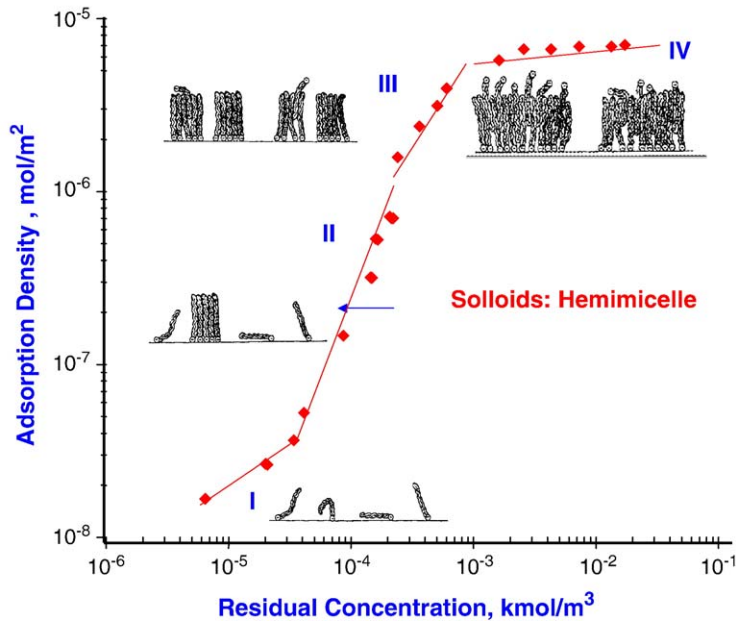 10⁻⁵
IV
III
10⁻⁶
II
Adsorption Density , mol/m²
Solloids: Hemimicelle
10⁻⁷
I
10⁻⁸
10⁻⁶ 10⁻⁵ 10⁻⁴ 10⁻³ 10⁻² 10⁻¹
Residual Concentration, kmol/m³